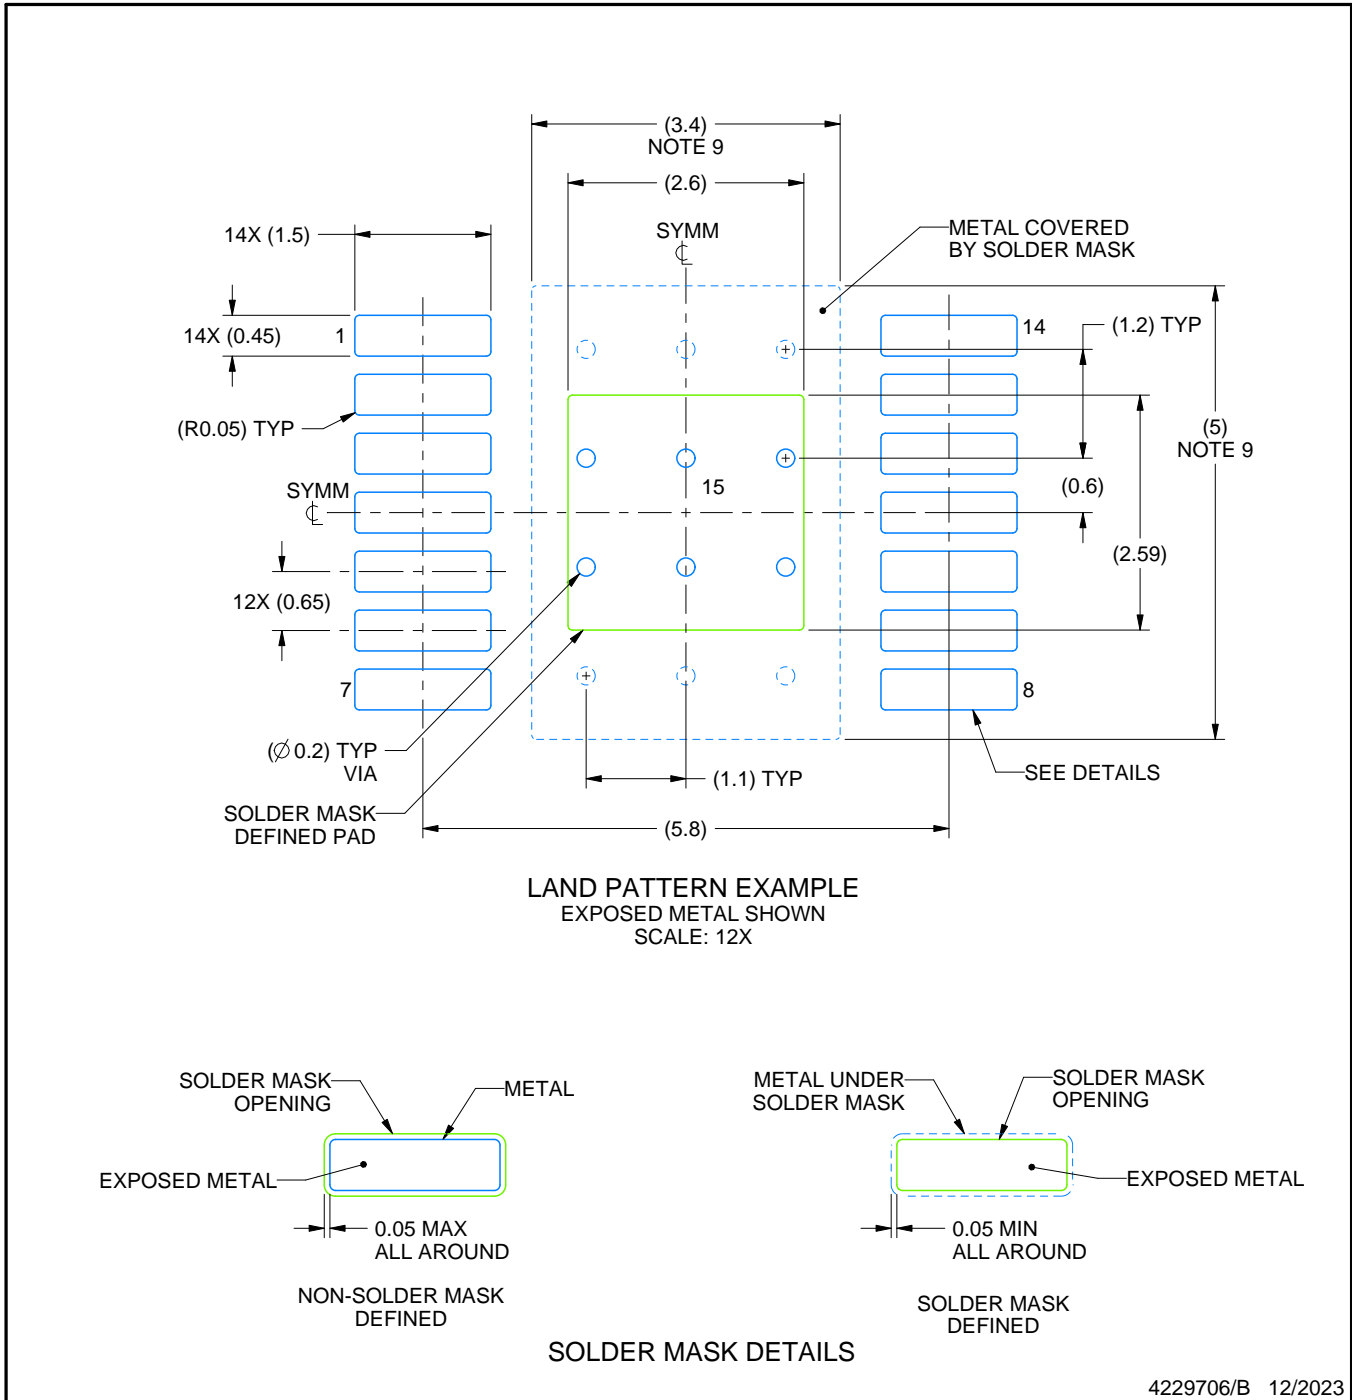 (3.4)
NOTE 9
(2.6)
SYMM
METAL COVERED
BY SOLDER MASK
14X (1.5)
14X (0.45)
1
14
(1.2) TYP
(R0.05) TYP
(5)
NOTE 9
SYMM
15
(0.6)
(2.59)
12X (0.65)
7
8
(Ø 0.2) TYP
VIA
(1.1) TYP
SEE DETAILS
SOLDER MASK
DEFINED PAD
(5.8)
LAND PATTERN EXAMPLE
EXPOSED METAL SHOWN
SCALE: 12X
SOLDER MASK
OPENING
METAL
EXPOSED METAL
0.05 MAX
ALL AROUND
NON-SOLDER MASK
DEFINED
METAL UNDER
SOLDER MASK
SOLDER MASK
OPENING
EXPOSED METAL
0.05 MIN
ALL AROUND
SOLDER MASK
DEFINED
SOLDER MASK DETAILS
4229706/B 12/2023